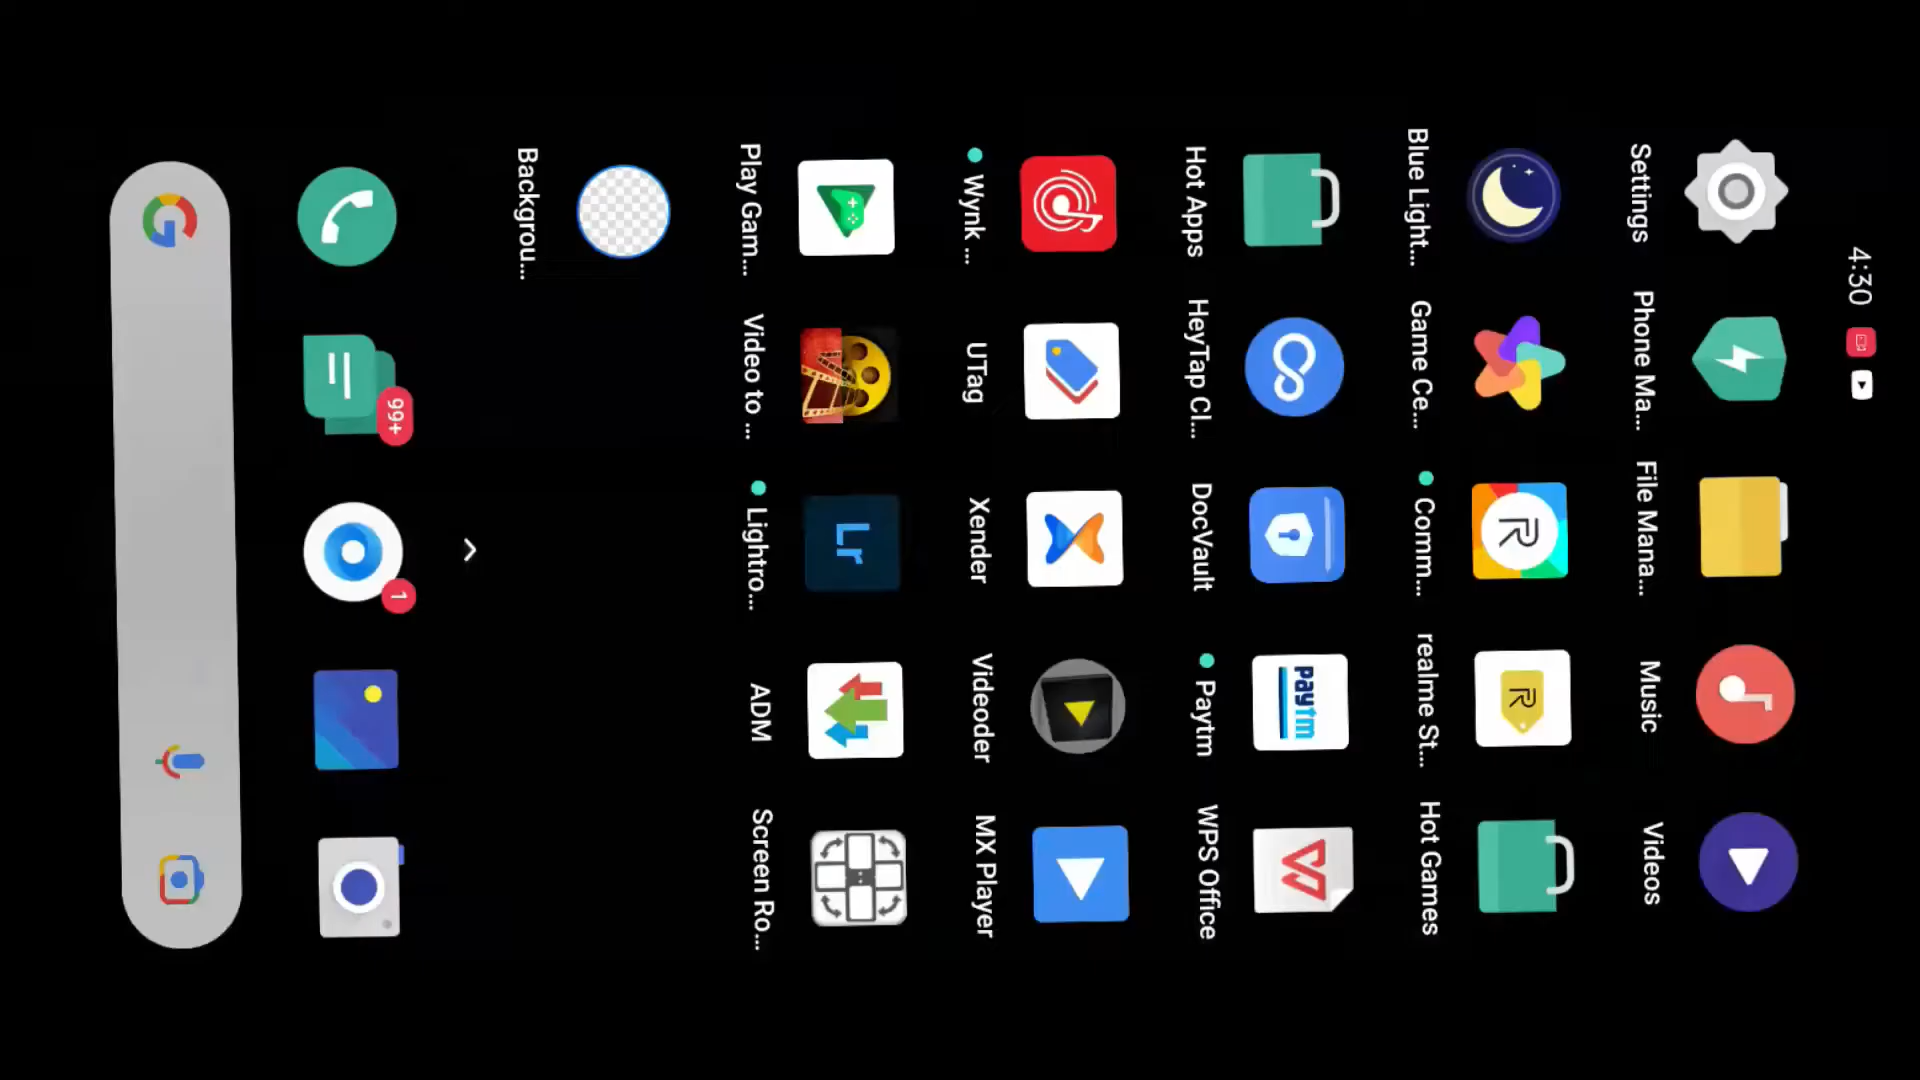 4:30
Settings Phone Ma... File Mana... Music Videos
Blue Light... Game Ce... Comm... realme St... Hot Games
R R
Hot Apps HeyTap Cl... DocVault Paytm WPS Office
paytm
Wynk ... UTag Xender Videoder MX Player
Play Gam... Video to ... Lightro... ADM Screen Ro...
Lr
Backgrou...
99+ 1